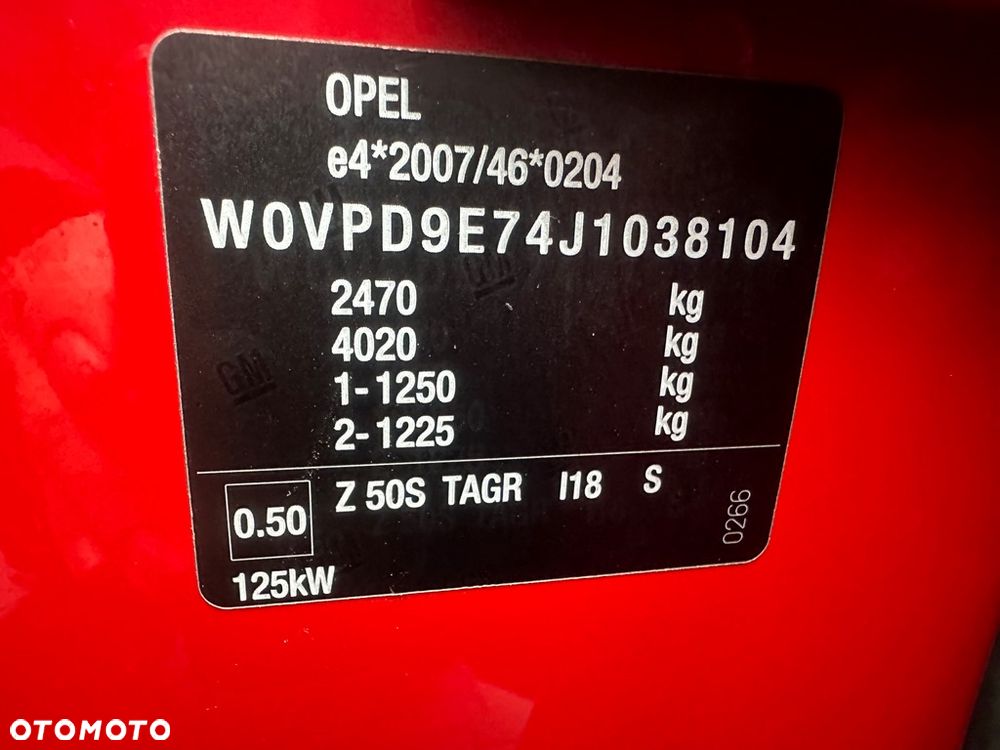 OPEL
e4*2007/46*0204
W0VPD9E74J1038104
2470 kg
4020 kg
1-1250 kg
2-1225 kg
Z 50S TAGR I18 S
0.50
125kW
0266
GM
OTOMOTO